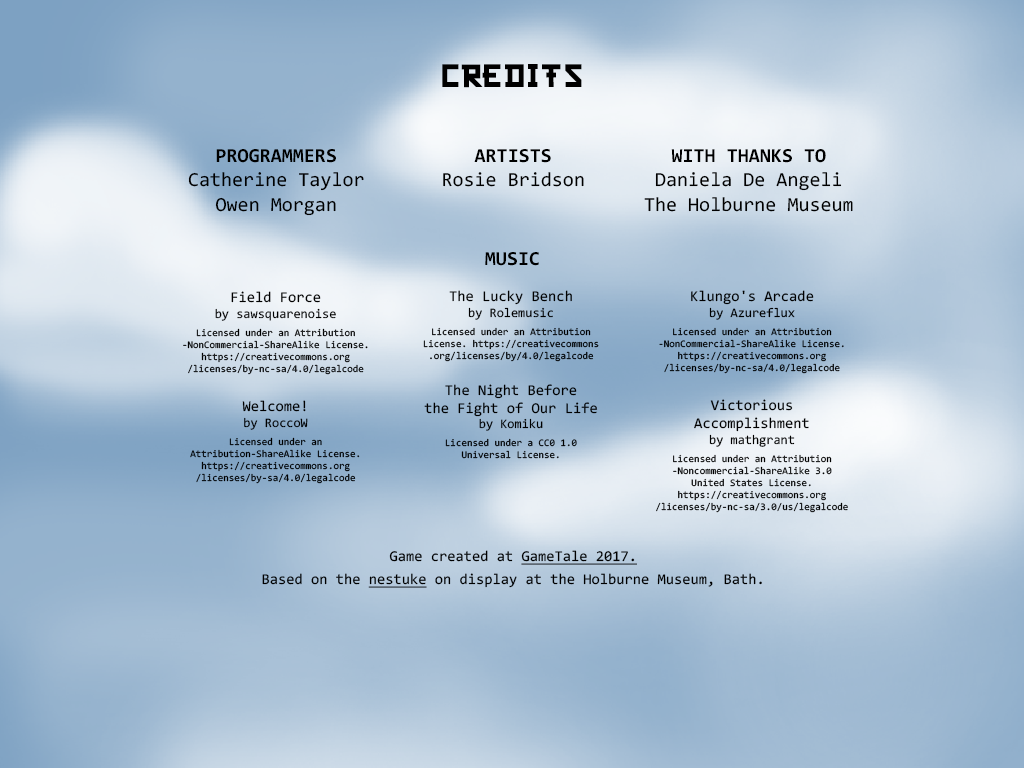 CREDITS
PROGRAMMERS
Catherine Taylor
Owen Morgan
ARTISTS
Rosie Bridson
WITH THANKS TO
Daniela De Angeli
The Holburne Museum
MUSIC
Field Force
by sawsquarenoise
Licensed under an Attribution
-NonCommercial-ShareAlike License.
https://creativecommons.org
/licenses/by-nc-sa/4.0/legalcode
Welcome!
by RoccoW
Licensed under an
Attribution-ShareAlike License.
https://creativecommons.org
/licenses/by-sa/4.0/legalcode
The Lucky Bench
by Rolemusic
Licensed under an Attribution
License. https://creativecommons
.org/licenses/by/4.0/legalcode
The Night Before
the Fight of Our Life
by Komiku
Licensed under a CC0 1.0
Universal License.
Klungo's Arcade
by Azureflux
Licensed under an Attribution
-NonCommercial-ShareAlike License.
https://creativecommons.org
/licenses/by-nc-sa/4.0/legalcode
Victorious
Accomplishment
by mathgrant
Licensed under an Attribution
-Noncommercial-ShareAlike 3.0
United States License.
https://creativecommons.org
/licenses/by-nc-sa/3.0/us/legalcode
Game created at GameTale 2017.
Based on the nestuke on display at the Holburne Museum, Bath.